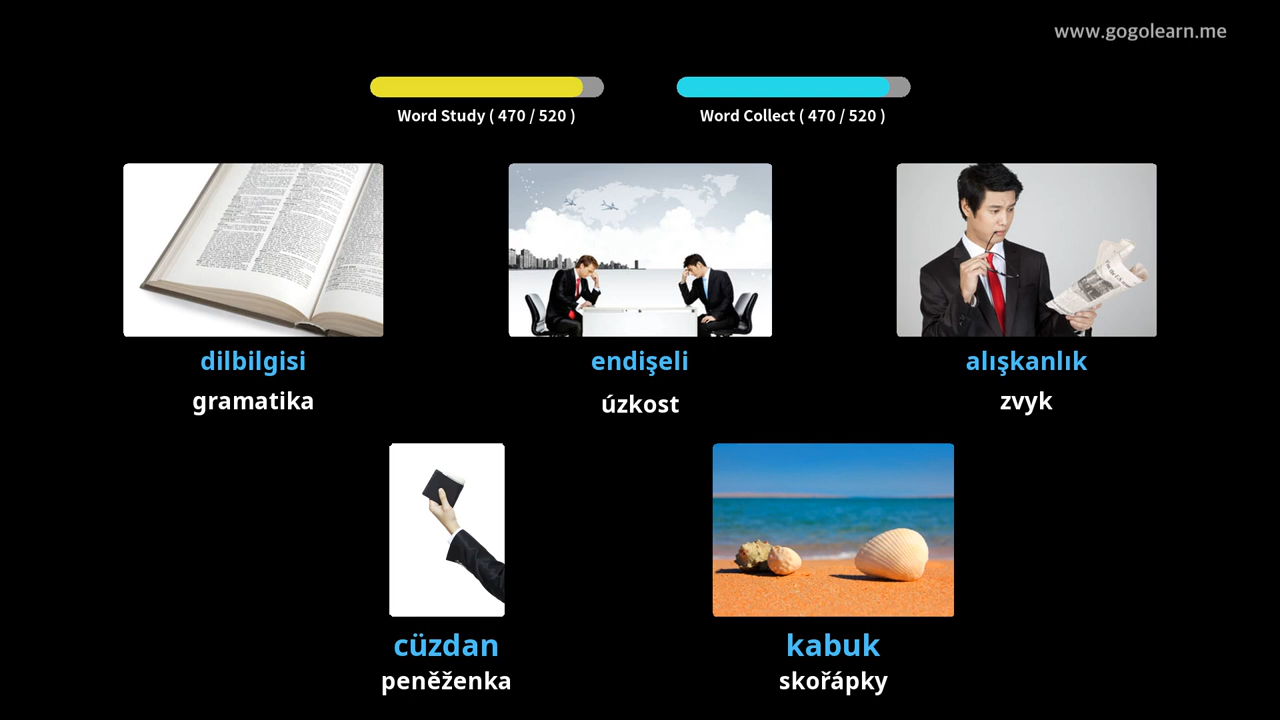 www.gogolearn.me
Word Study ( 470 / 520 )
Word Collect ( 470 / 520 )
dilbilgisi
gramatika
endişeli
úzkost
alışkanlık
zvyk
cüzdan
peněženka
kabuk
skořápky